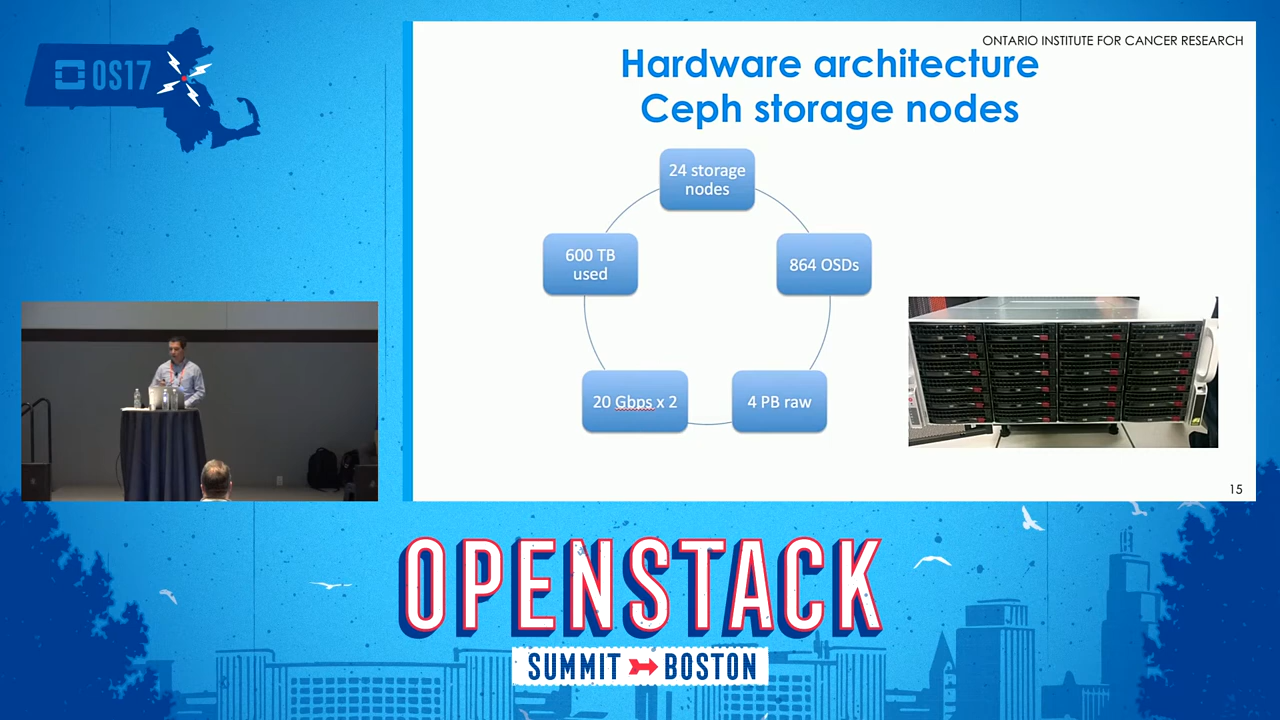 OS17
ONTARIO INSTITUTE FOR CANCER RESEARCH
Hardware architecture
Ceph storage nodes
24 storage
nodes
600 TB
used
864 OSDs
20 Gbps x 2
4 PB raw
15
OPENSTACK
SUMMIT BOSTON